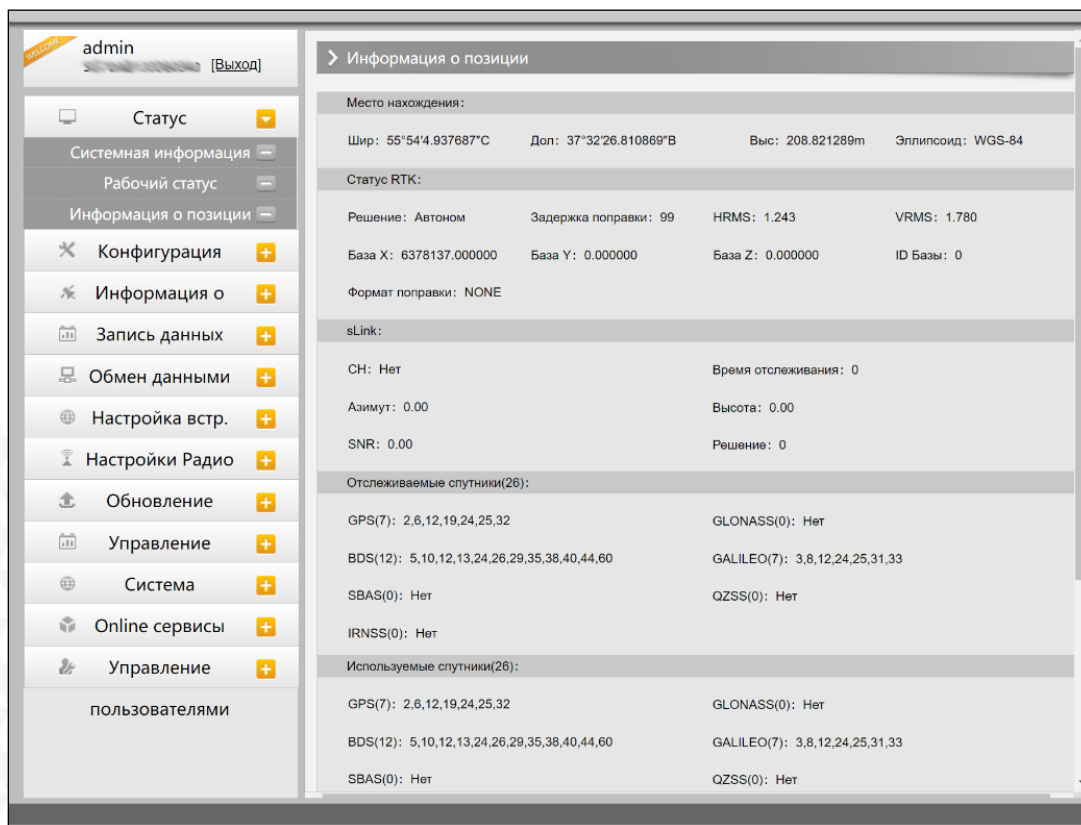 WELCOME
admin
[Выход]
Статус
Системная информация
Рабочий статус
Информация о позиции
Конфигурация
Информация о
Запись данных
Обмен данными
Настройка встр.
Настройки Радио
Обновление
Управление
Система
Online сервисы
Управление
пользователями
Информация о позиции
Место нахождения:
Шир: 55°54'4.937687"С Дол: 37°32'26.810869"В Выс: 208.821289m Эллипсоид: WGS-84
Статус RTK:
Решение: Автоном Задержка поправки: 99 HRMS: 1.243 VRMS: 1.780
База X: 6378137.000000 База Y: 0.000000 База Z: 0.000000 ID Базы: 0
Формат поправки: NONE
sLink:
CH: Нет Время отслеживания: 0
Азимут: 0.00 Высота: 0.00
SNR: 0.00 Решение: 0
Отслеживаемые спутники(26):
GPS(7): 2,6,12,19,24,25,32 GLONASS(0): Нет
BDS(12): 5,10,12,13,24,26,29,35,38,40,44,60 GALILEO(7): 3,8,12,24,25,31,33
SBAS(0): Нет QZSS(0): Нет
IRNSS(0): Нет
Используемые спутники(26):
GPS(7): 2,6,12,19,24,25,32 GLONASS(0): Нет
BDS(12): 5,10,12,13,24,26,29,35,38,40,44,60 GALILEO(7): 3,8,12,24,25,31,33
SBAS(0): Нет QZSS(0): Нет